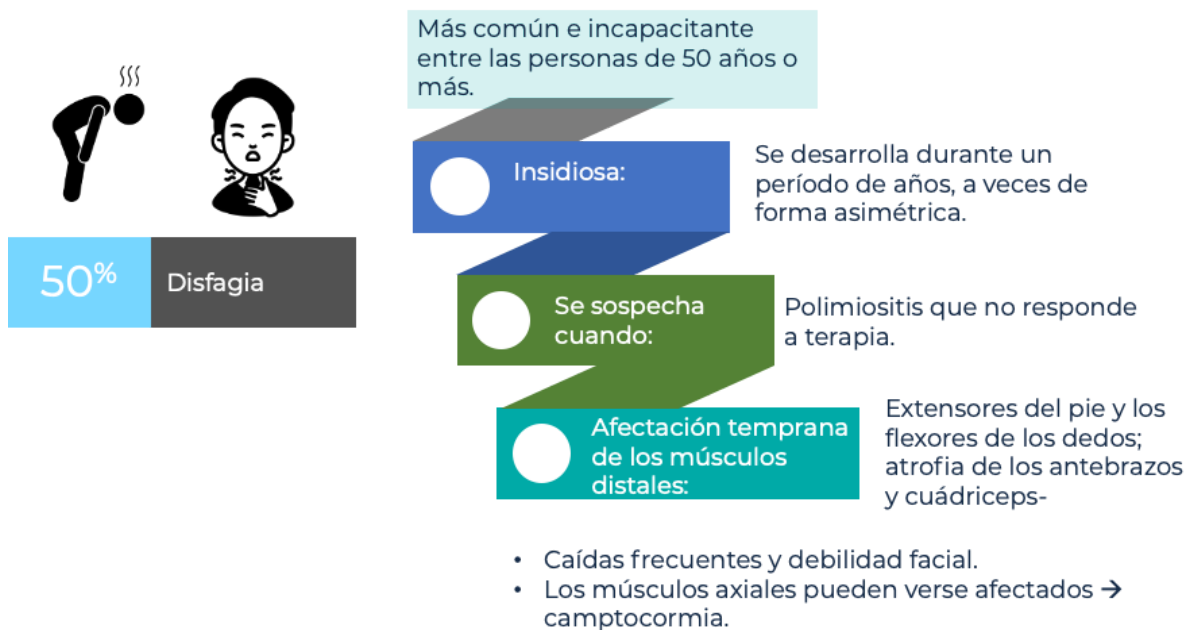 Más común e incapacitante
entre las personas de 50 años o
más.
Insidiosa:
Se desarrolla durante un
período de años, a veces de
forma asimétrica.
50%
Disfagia
Se sospecha
cuando:
Polimiositis que no responde
a terapia.
Afectación temprana
de los músculos
distales:
Extensores del pie y los
flexores de los dedos;
atrofia de los antebrazos
y cuádriceps-
• Caídas frecuentes y debilidad facial.
• Los músculos axiales pueden verse afectados →
camptocormia.